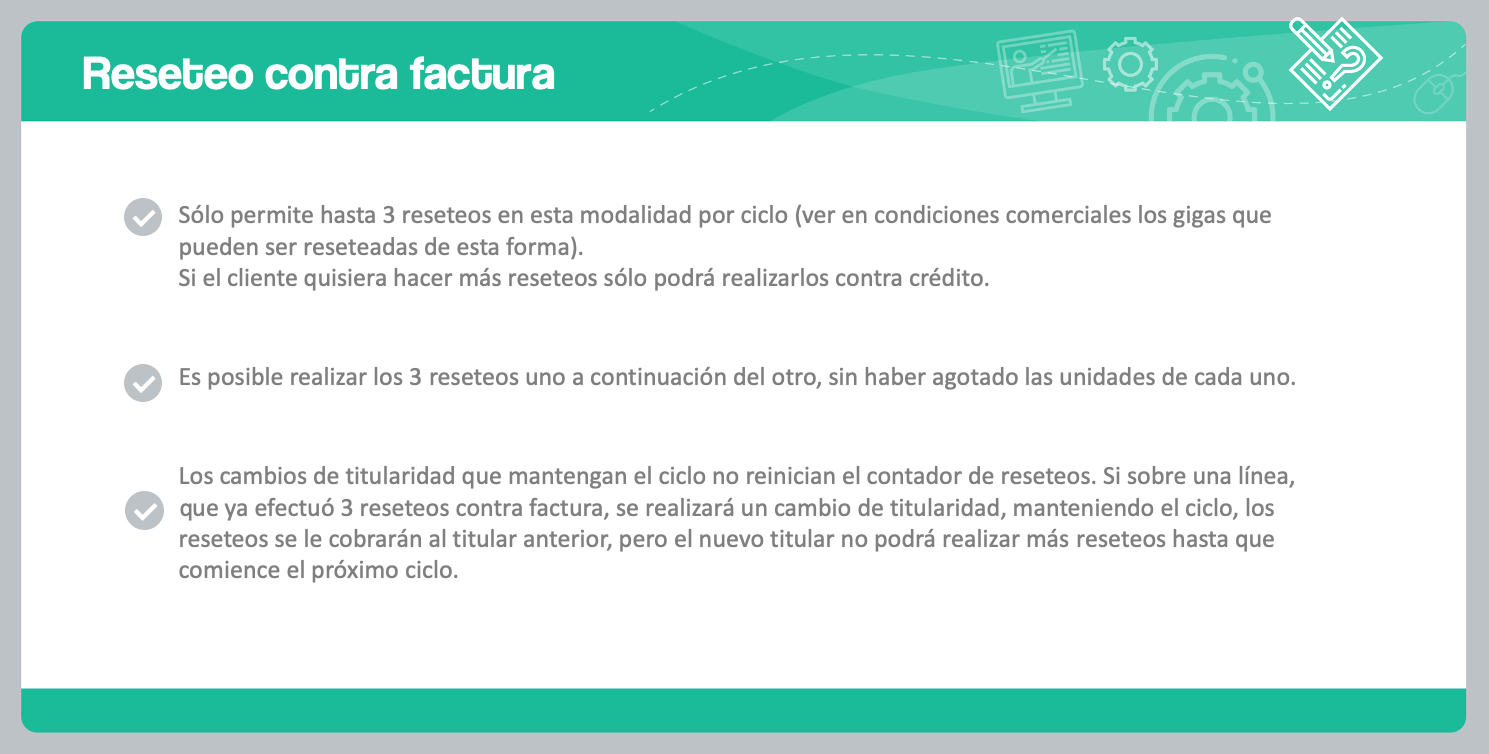 Reseteo contra factura
Sólo permite hasta 3 reseteos en esta modalidad por ciclo (ver en condiciones comerciales los gigas que
pueden ser reseteadas de esta forma).
Si el cliente quisiera hacer más reseteos sólo podrá realizarlos contra crédito.
Es posible realizar los 3 reseteos uno a continuación del otro, sin haber agotado las unidades de cada uno.
Los cambios de titularidad que mantengan el ciclo no reinician el contador de reseteos. Si sobre una línea,
que ya efectuó 3 reseteos contra factura, se realizará un cambio de titularidad, manteniendo el ciclo, los
reseteos se le cobrarán al titular anterior, pero el nuevo titular no podrá realizar más reseteos hasta que
comience el próximo ciclo.